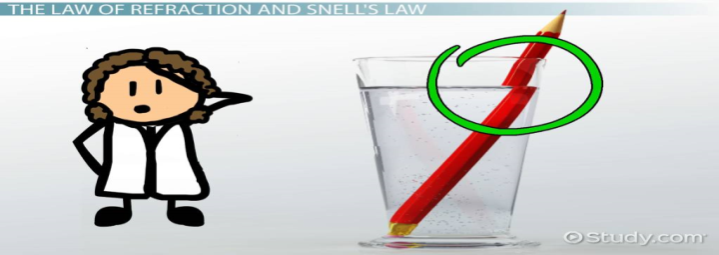 THE LAW OF REFRACTION AND SNELL'S LAW
Study.com